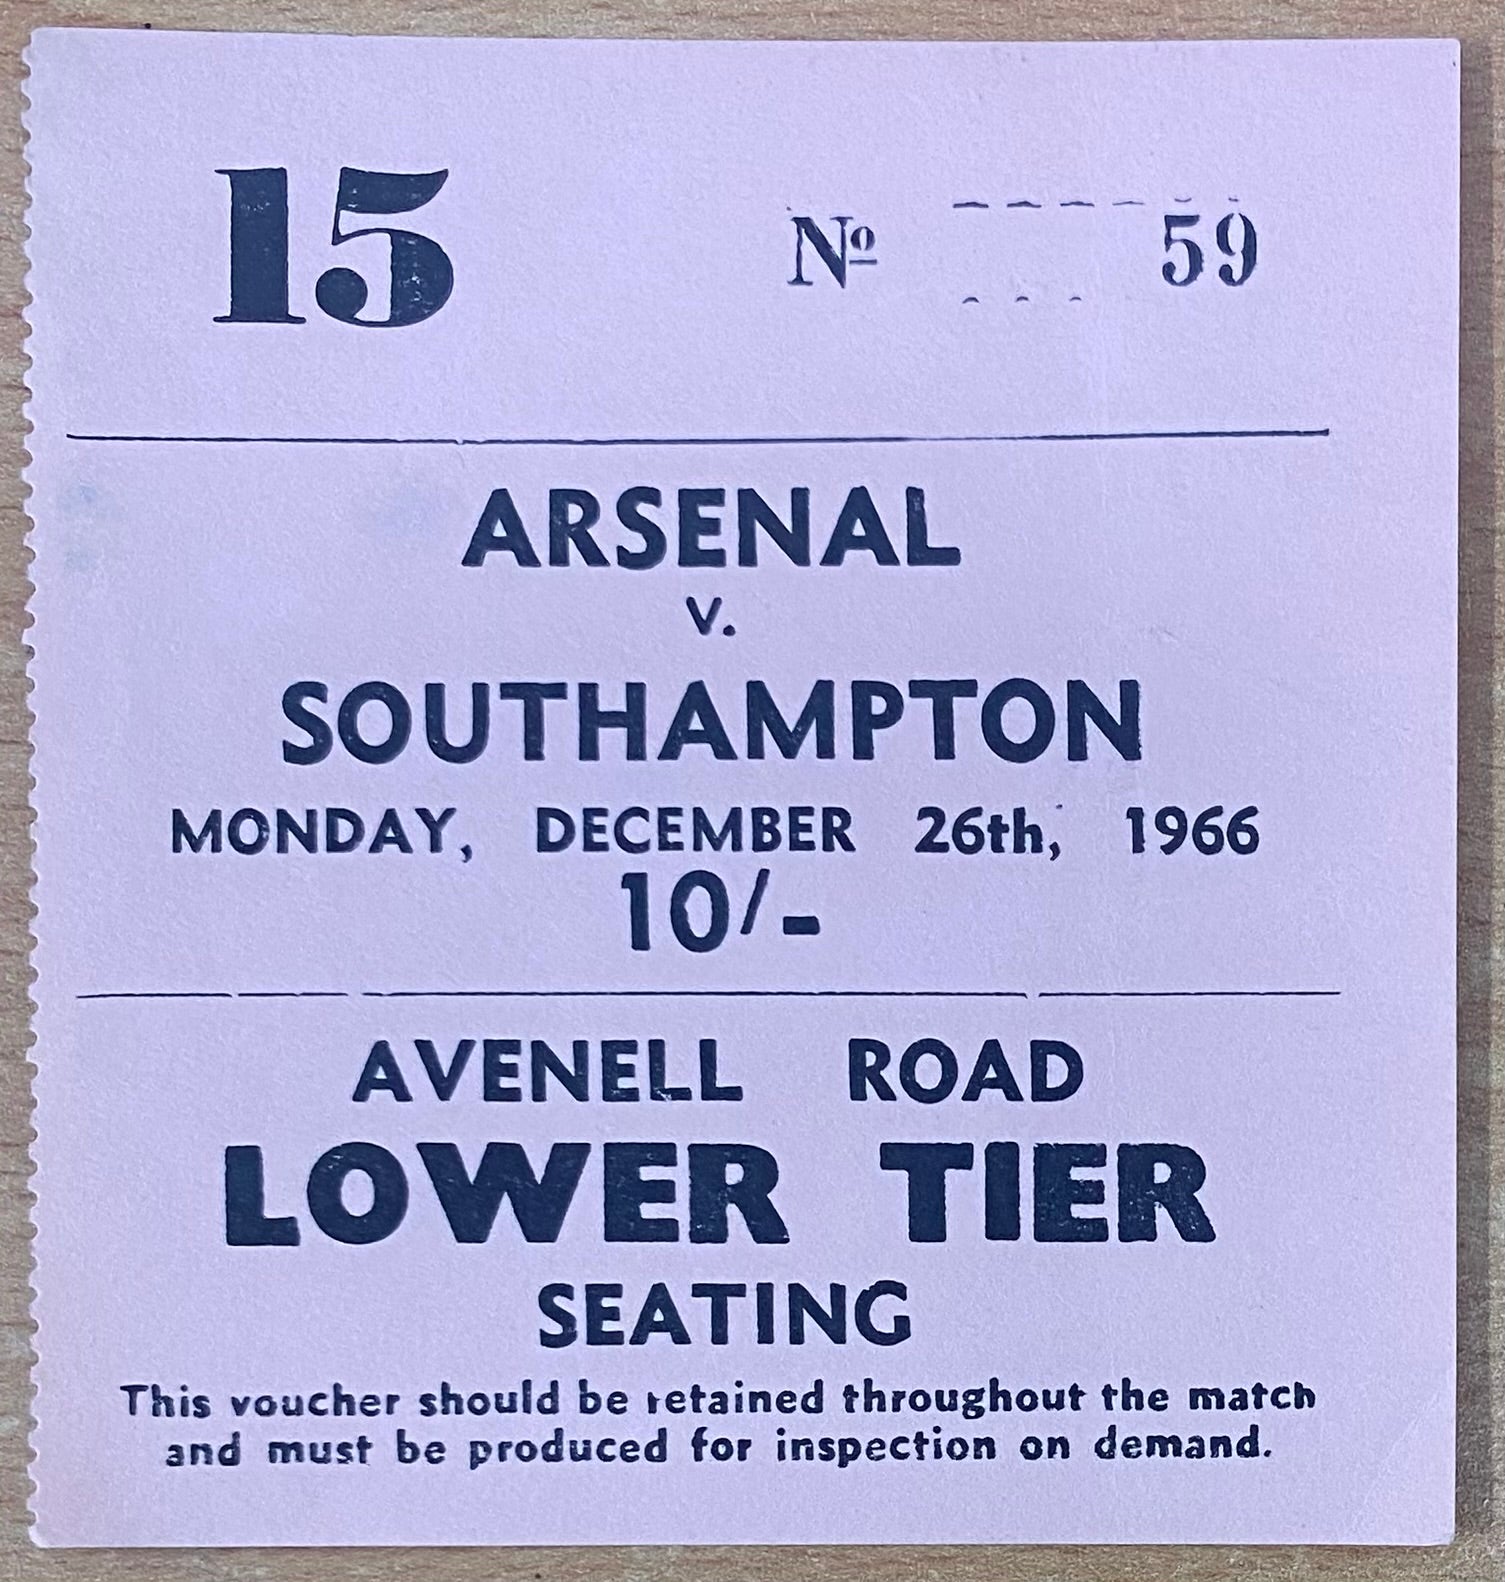 15 Nº 59
ARSENAL
v.
SOUTHAMPTON
MONDAY, DECEMBER 26th, 1966
10/-
AVENELL ROAD
LOWER TIER
SEATING
This voucher should be retained throughout the match
and must be produced for inspection on demand.